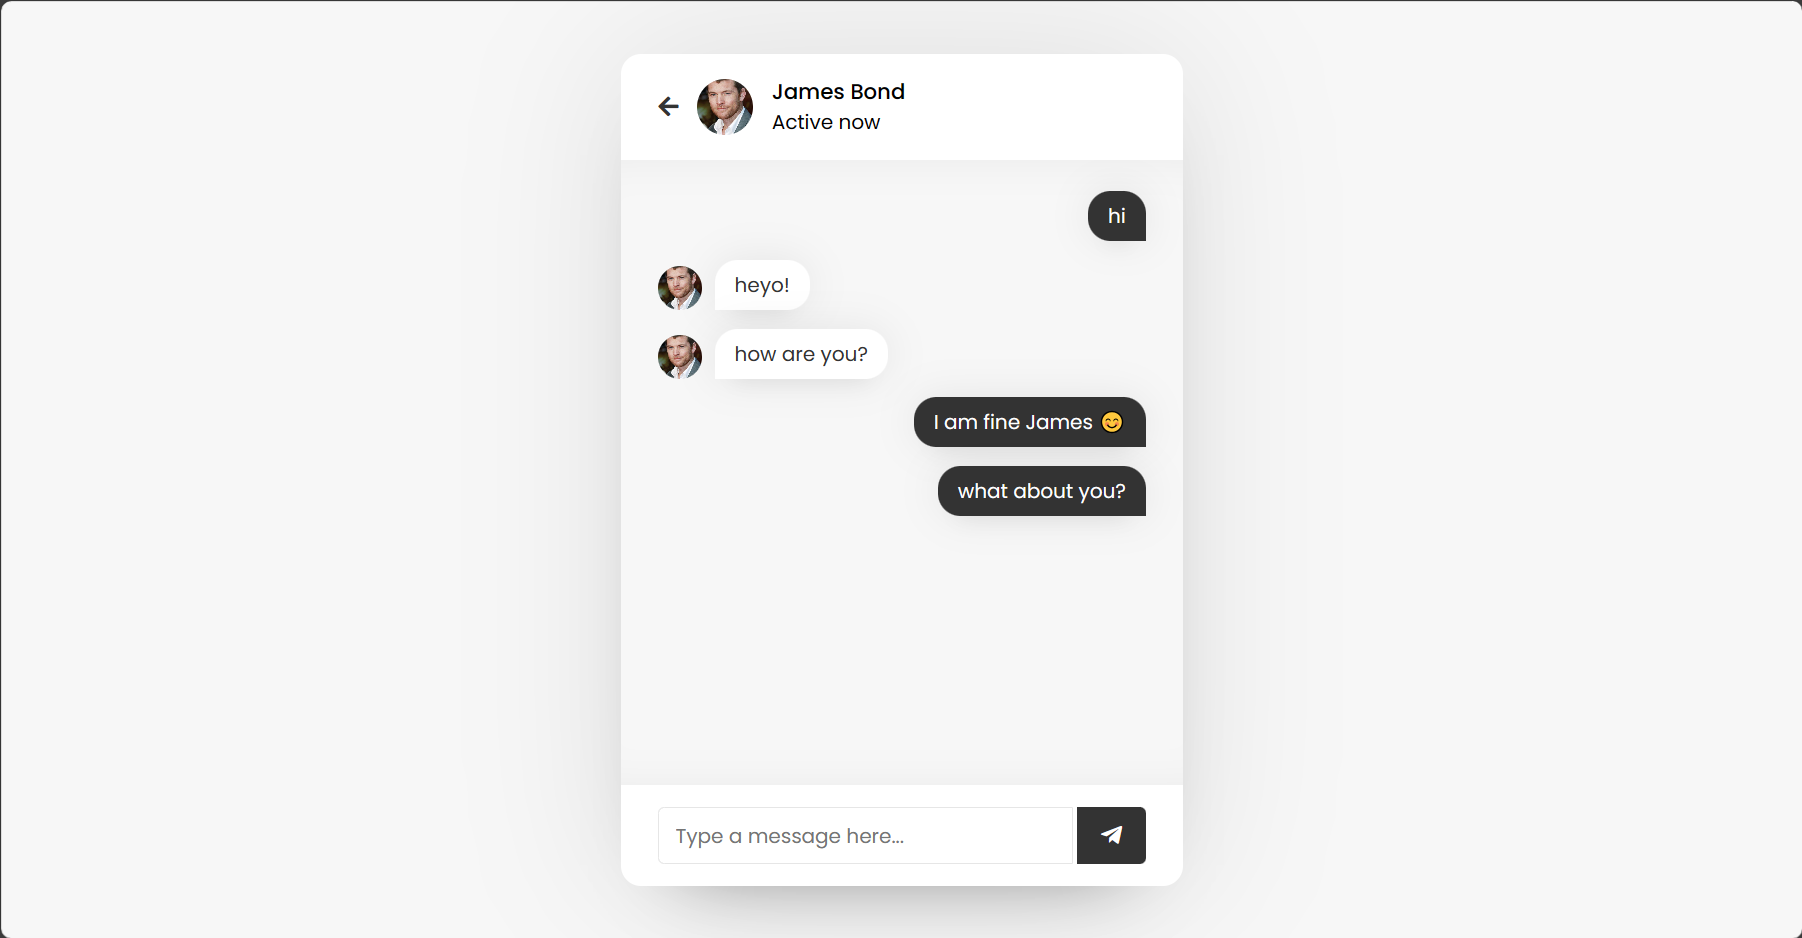 James Bond
Active now
hi
heyo!
how are you?
I am fine James 😊
what about you?
Type a message here...